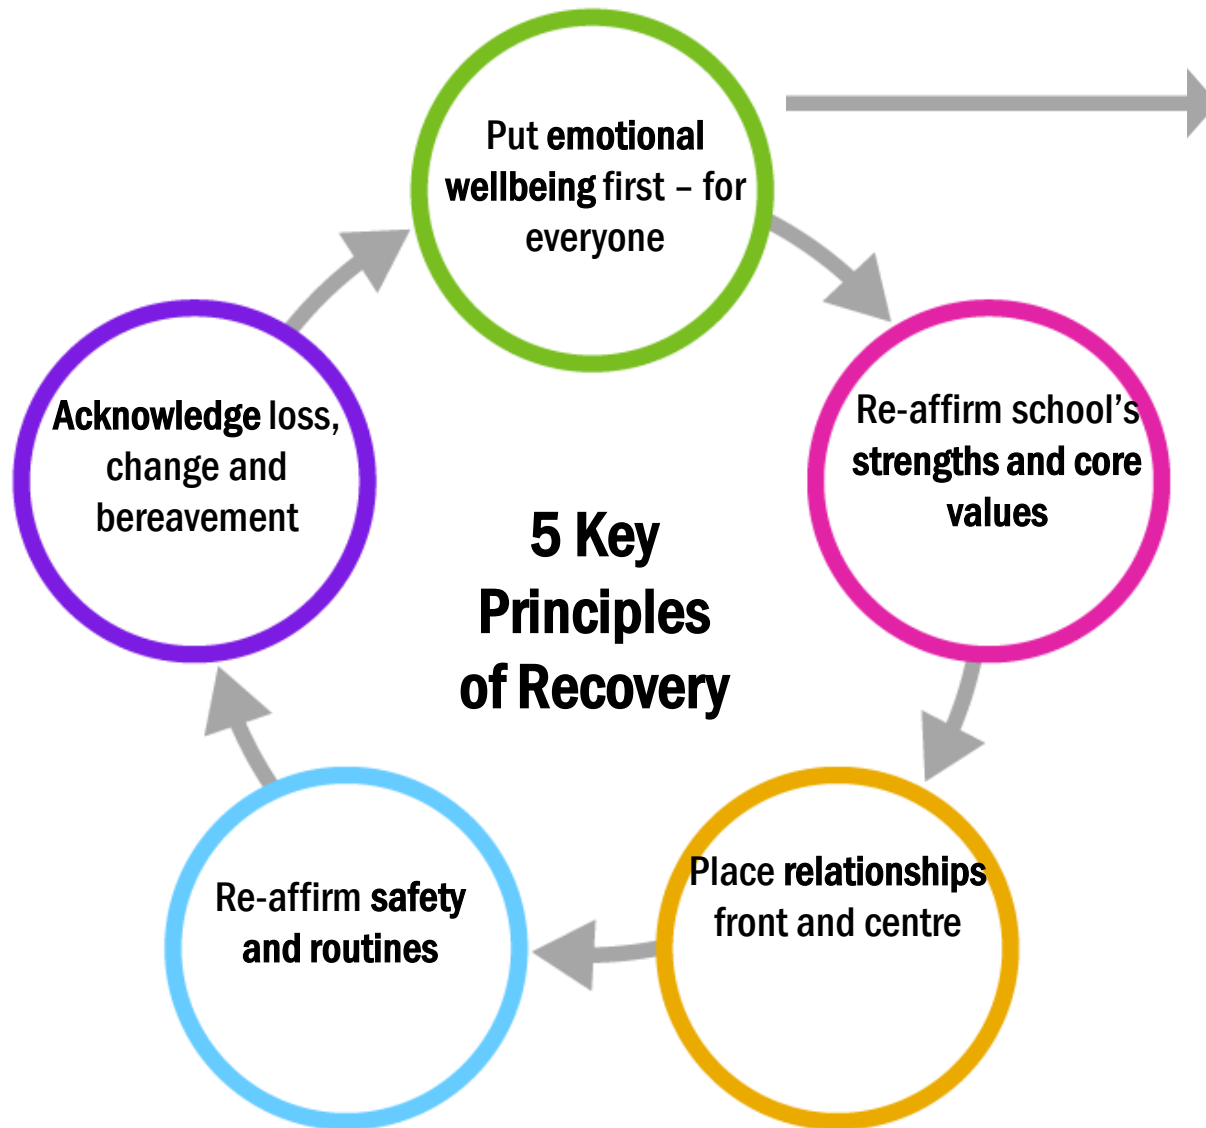 Put emotional
wellbeing first – for
everyone
Re-affirm school’s
strengths and core
values
Place relationships
front and centre
Re-affirm safety
and routines
Acknowledge loss,
change and
bereavement
5 Key
Principles
of Recovery